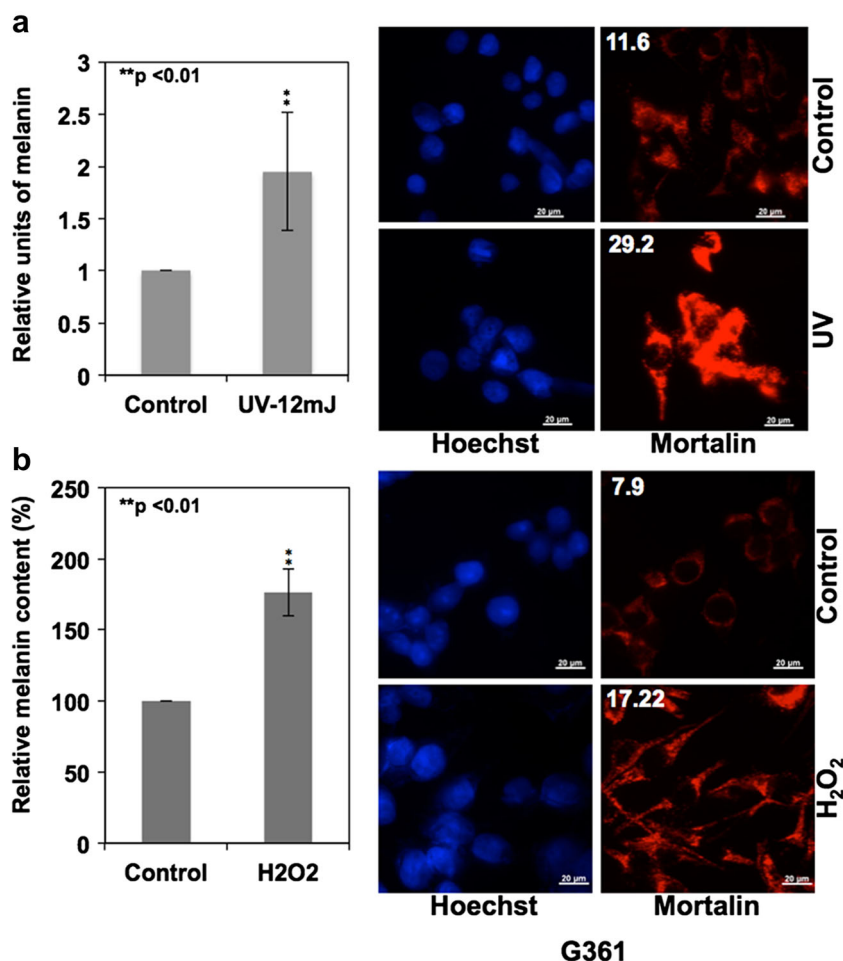 a
Relative units of melanin
3
2.5
2
1.5
1
0.5
0
**p <0.01
**
Control
UV-12mJ
20 µm
11.6
20 µm
Control
20 µm
29.2
20 µm
UV
Hoechst
Mortalin
b
Relative melanin content (%)
250
200
150
100
50
0
**p <0.01
**
Control
H2O2
20 µm
7.9
20 µm
Control
20 µm
17.22
20 µm
H₂O₂
Hoechst
Mortalin
G361